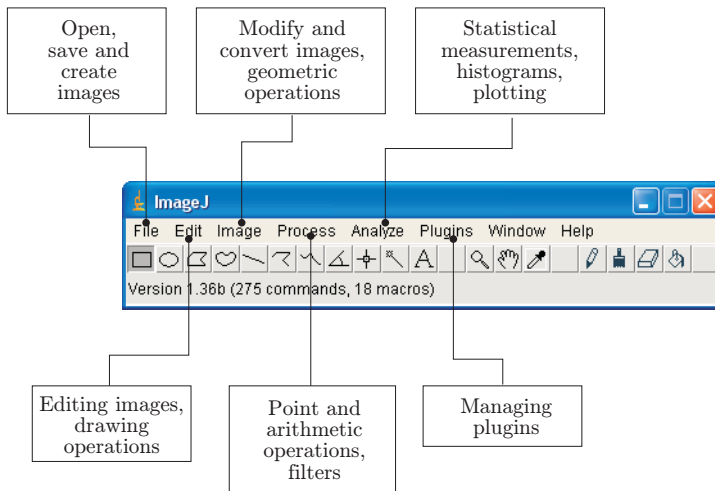 Open,
save and
create
images
Modify and
convert images,
geometric
operations
Statistical
measurements,
histograms,
plotting
ImageJ
File Edit Image Process Analyze Plugins Window Help
A
Version 1.36b (275 commands, 18 macros)
Editing images,
drawing
operations
Point and
arithmetic
operations,
filters
Managing
plugins